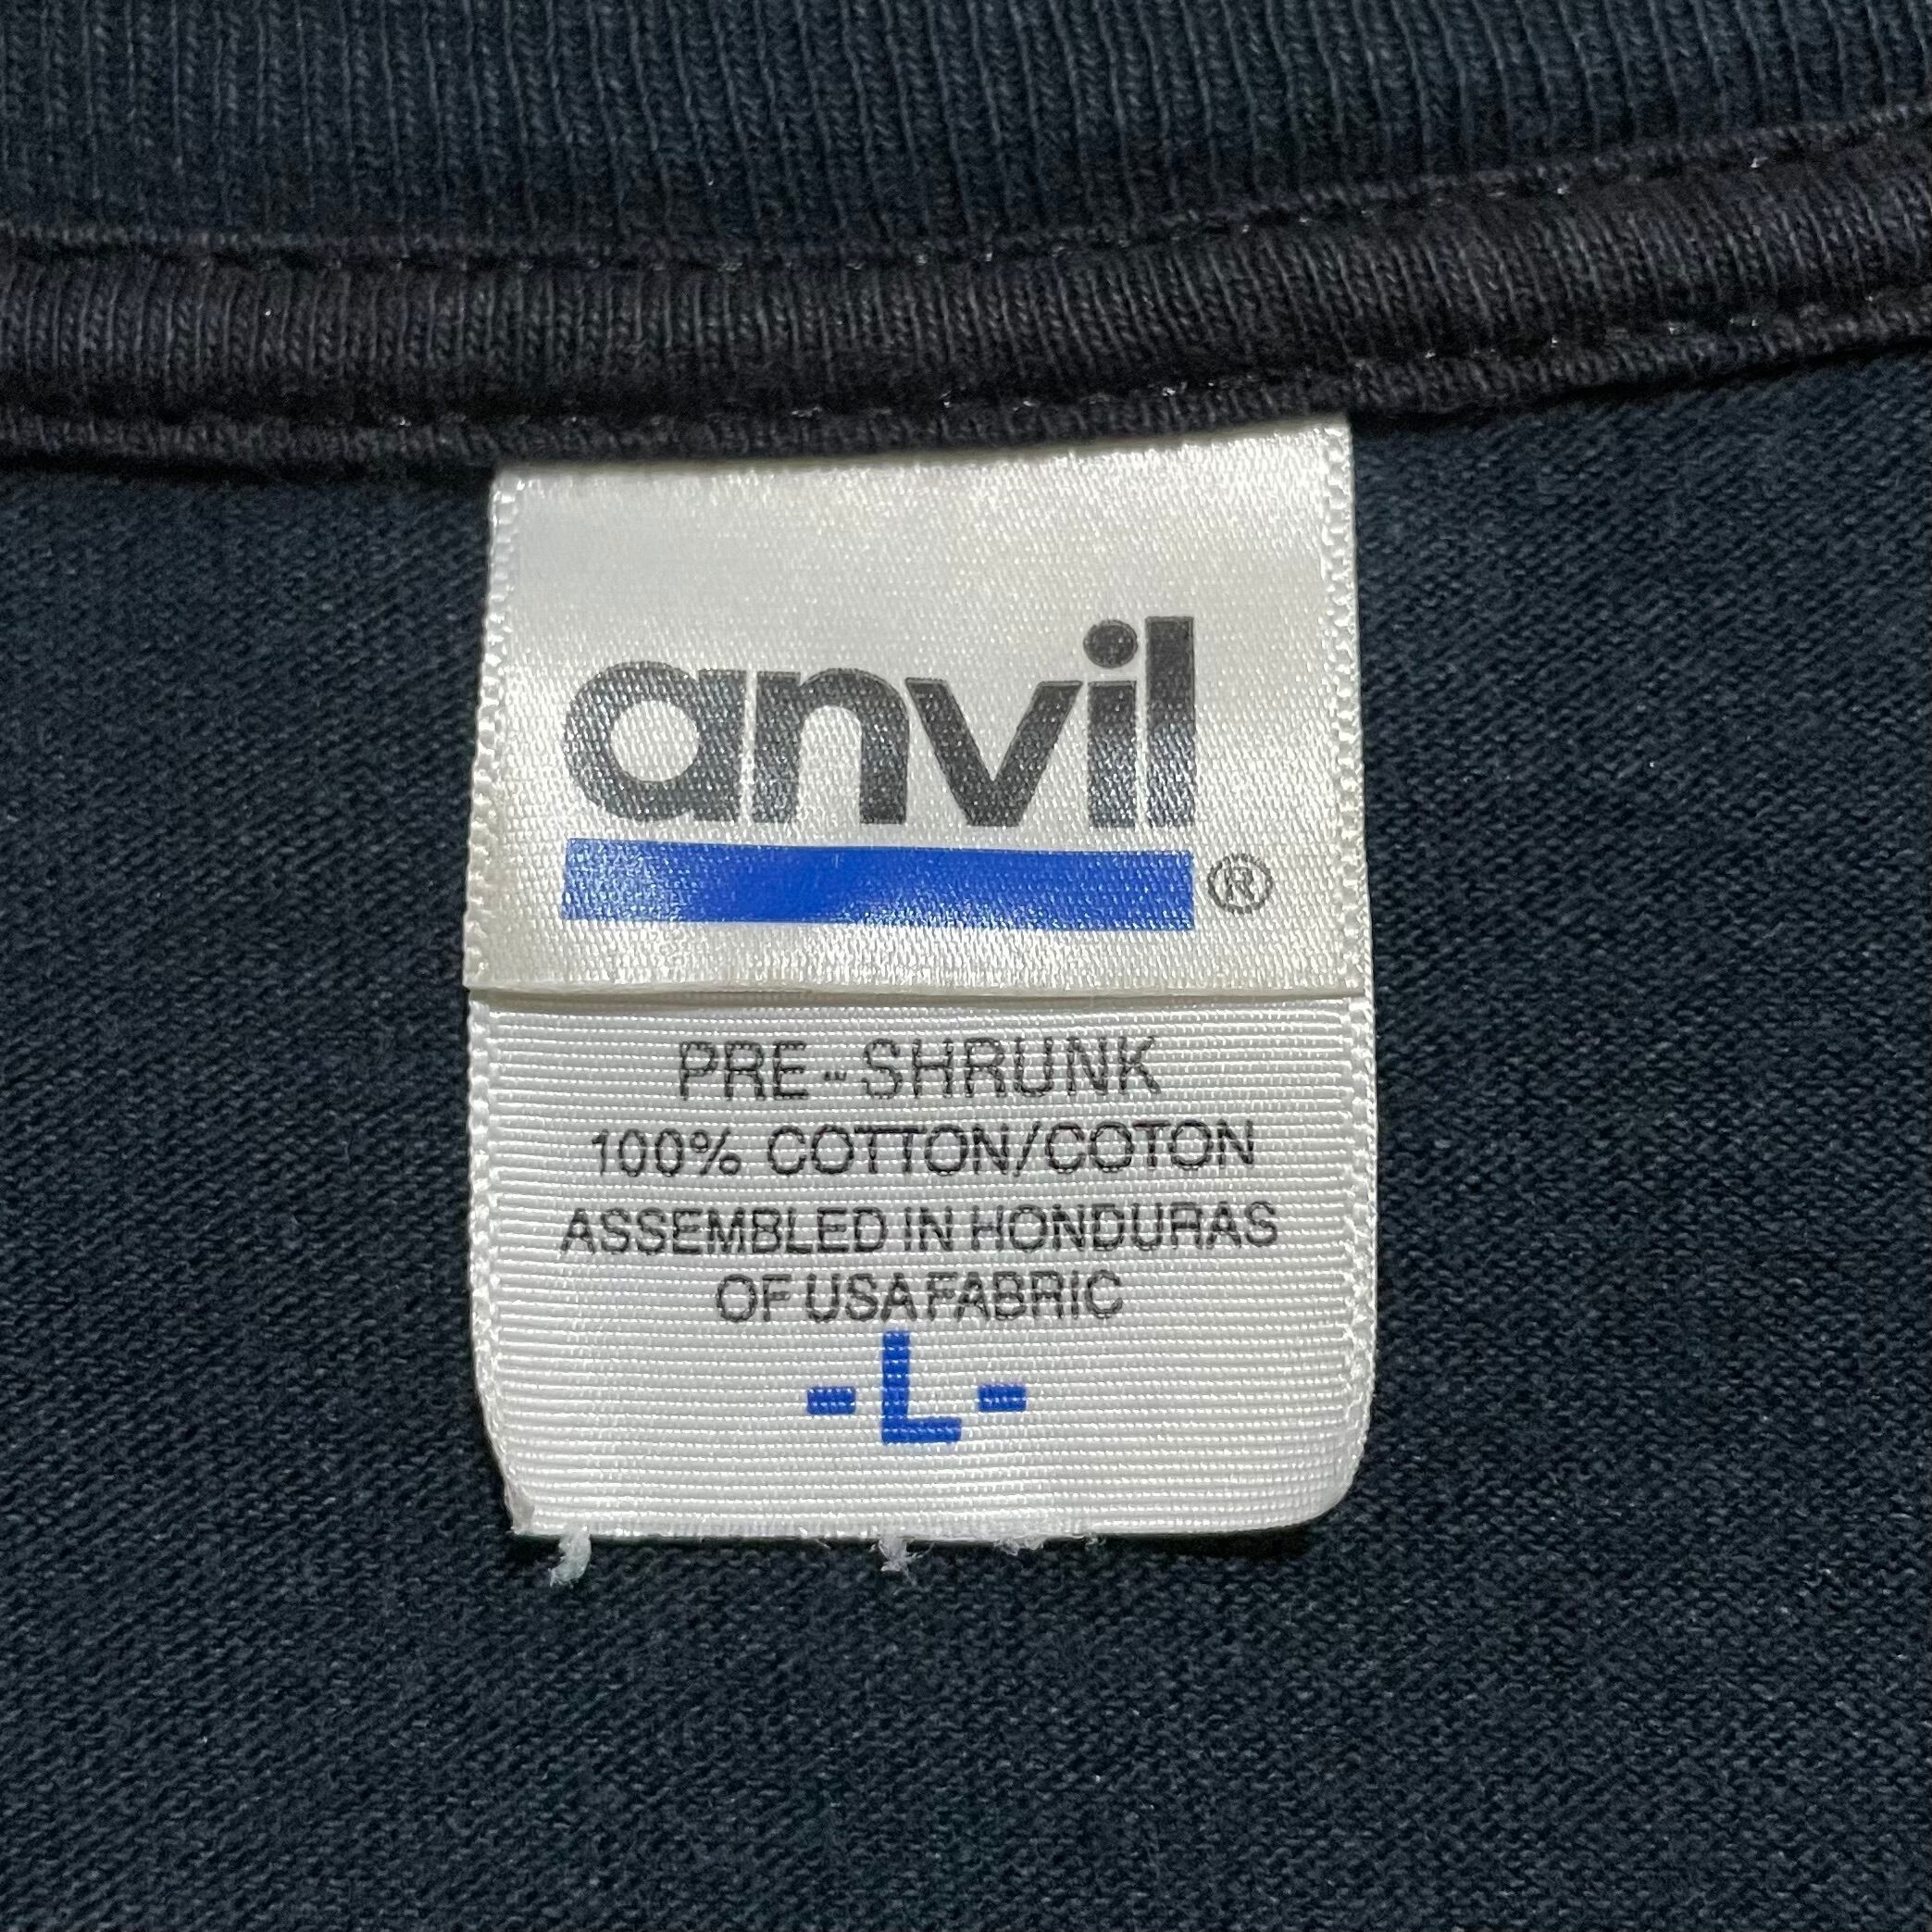 anvil
®
PRE-SHRUNK
100% COTTON/COTON
ASSEMBLED IN HONDURAS
OF USA FABRIC
-L-